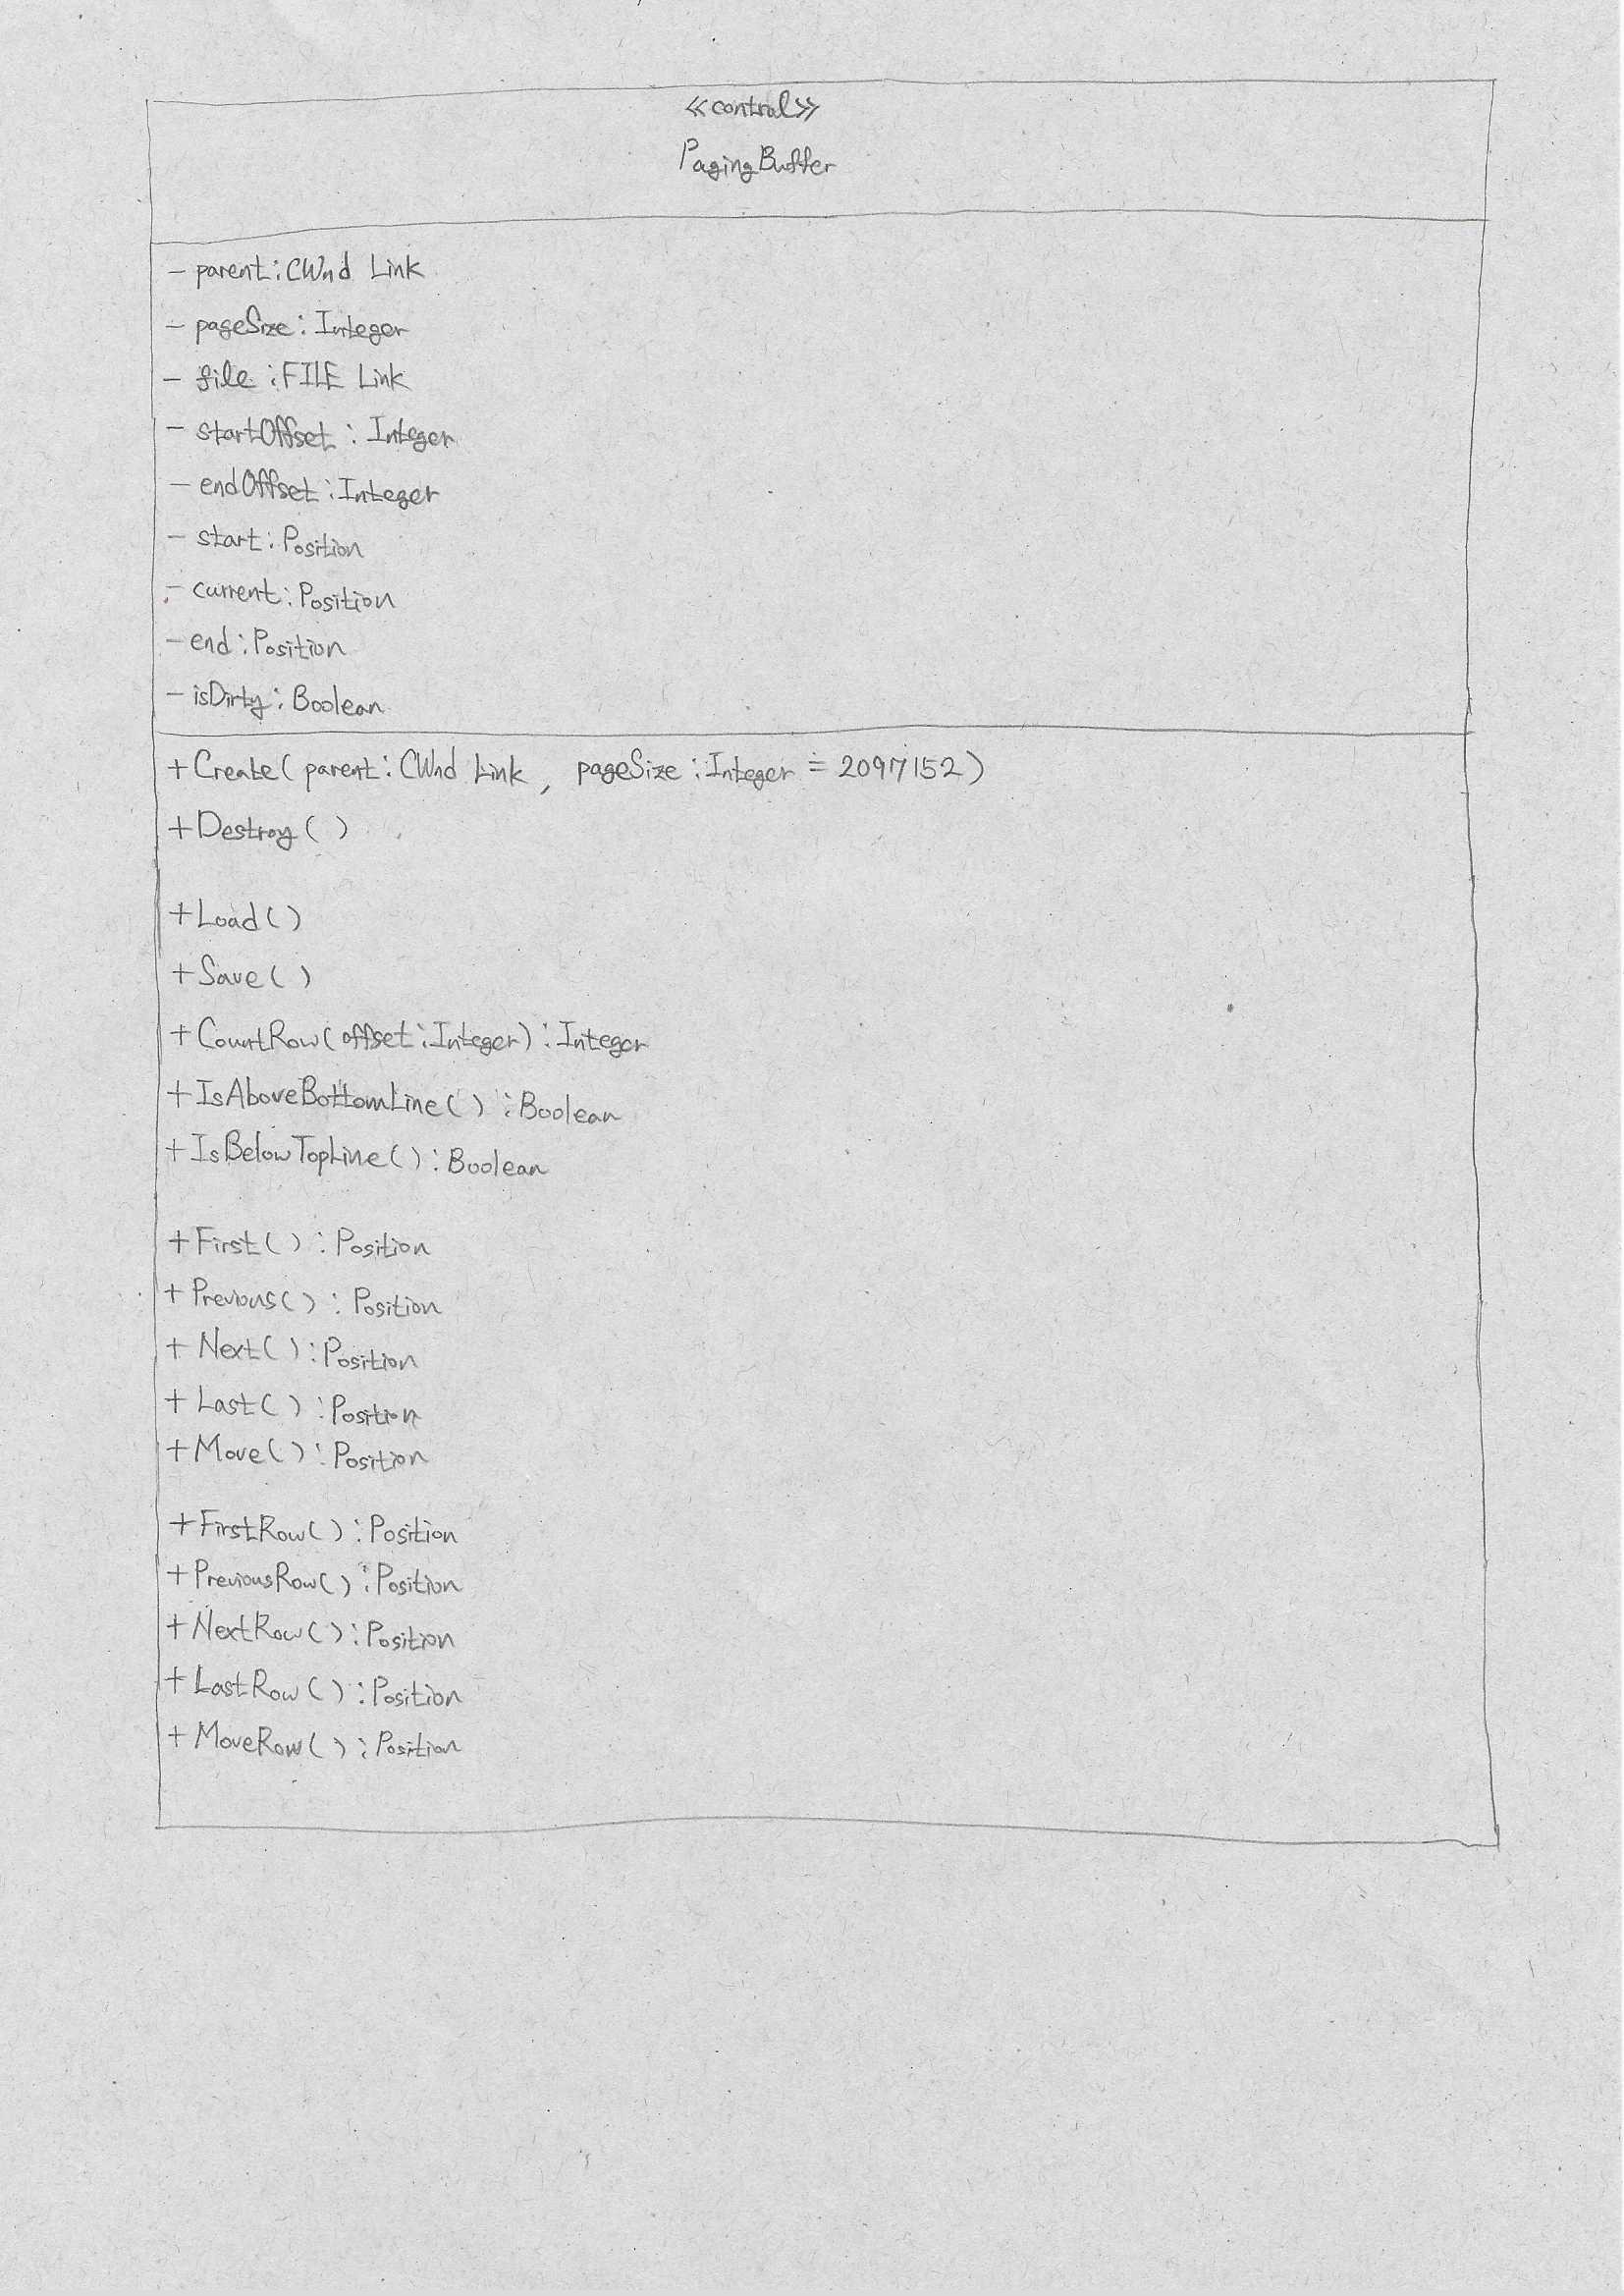 ≪control≫
PagingBuffer
- parent : CWnd Link
- pageSize : Integer
- file : FILE Link
- startOffset : Integer
- endOffset : Integer
- start : Position
- current : Position
- end : Position
- isDirty : Boolean
+ Create( parent : CWnd Link , pageSize : Integer = 2097152 )
+ Destroy( )
+ Load( )
+ Save( )
+ CountRow(offset : Integer) : Integer
+ IsAboveBottomLine( ) : Boolean
+ IsBelowTopLine( ) : Boolean
+ First( ) : Position
+ Previous( ) : Position
+ Next( ) : Position
+ Last( ) : Position
+ Move( ) : Position
+ FirstRow( ) : Position
+ PreviousRow( ) : Position
+ NextRow( ) : Position
+ LastRow( ) : Position
+ MoveRow( ) : Position